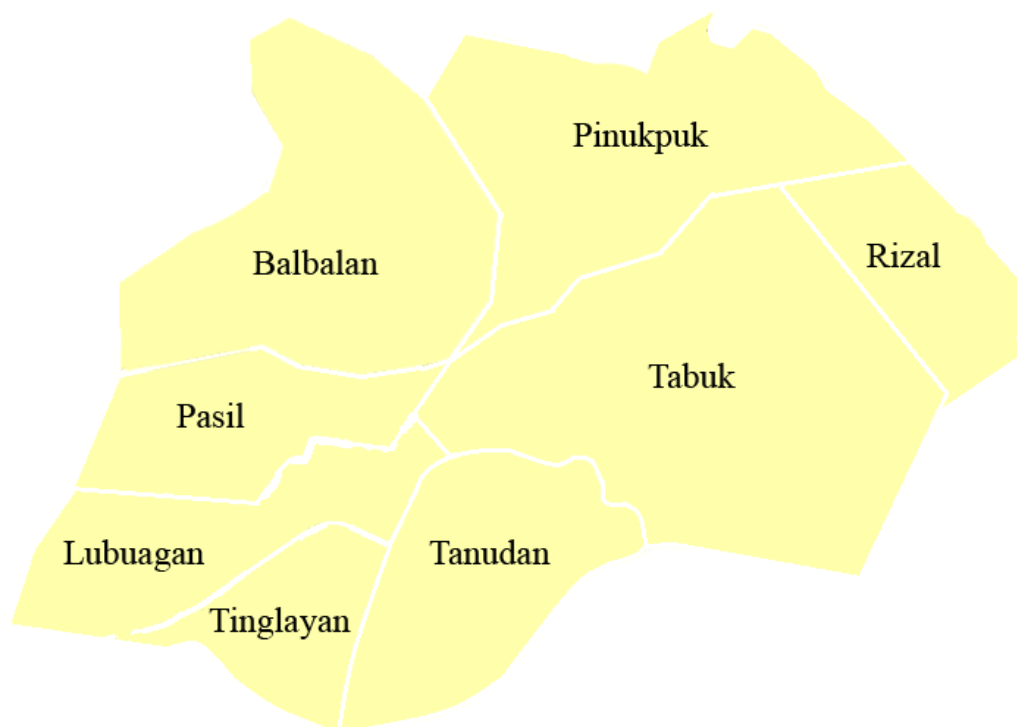 Pinukpuk
Rizal
Balbalan
Tabuk
Pasil
Lubuagan
Tanudan
Tinglayan